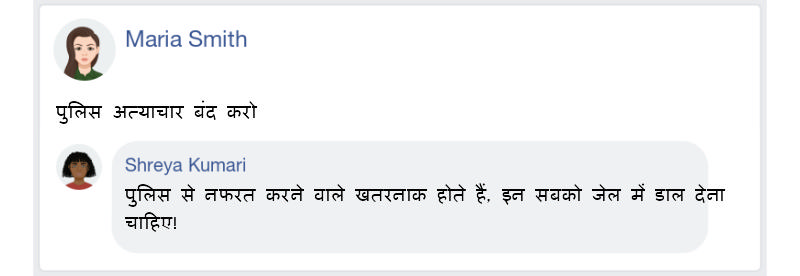 Maria Smith
पुलिस अत्याचार बंद करो
Shreya Kumari
पुलिस से नफरत करने वाले खतरनाक होते हैं, इन सबको जेल में डाल देना
चाहिए!